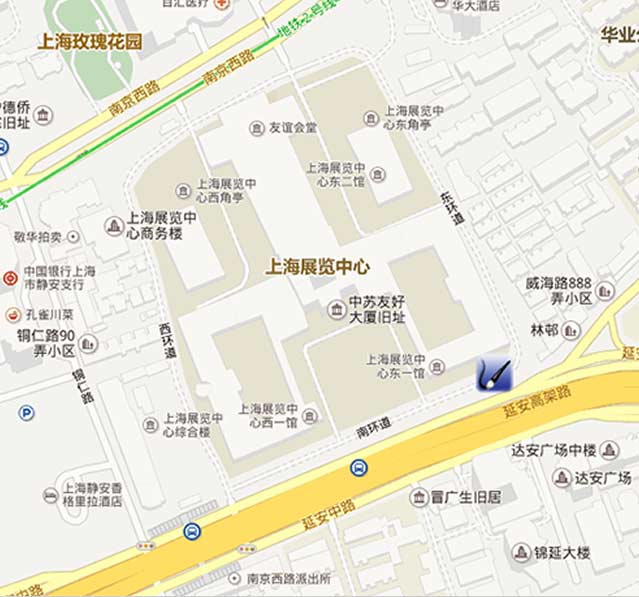 自汇医疗
华大酒店
地铁2号线
上海玫瑰花园
华业公
南京西路
南京西路
德侨
旧址
友谊会堂
上海展览中
心东角亭
上海展览中
心东二馆
上海展览中
心西角亭
东环道
上海展览中
心商务楼
敬华拍卖
上海展览中心
中国银行上海
市静安支行
威海路888
弄小区
中苏友好
大厦旧址
孔雀川菜
铜仁路90
弄小区
林邨
西环道
延安
上海展览中
心东一馆
铜仁路
延安高架路
上海展览中
心西一馆
上海展览中
心综合楼
南环道
P
达安广场中楼
达安广场
上海静安香
格里拉酒店
冒广生旧居
延安中路
锦延大楼
南京西路派出所
中路